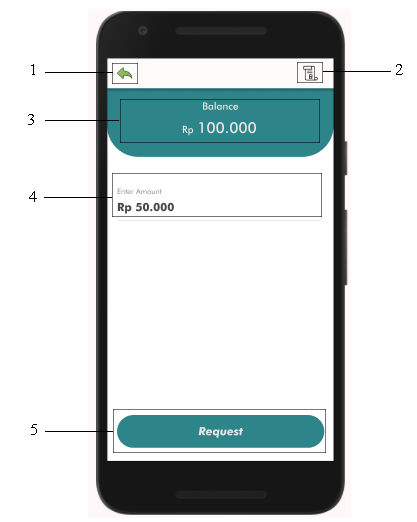 1
2
Balance
3
Rp 100.000
Enter Amount
4
Rp 50.000
5
Request